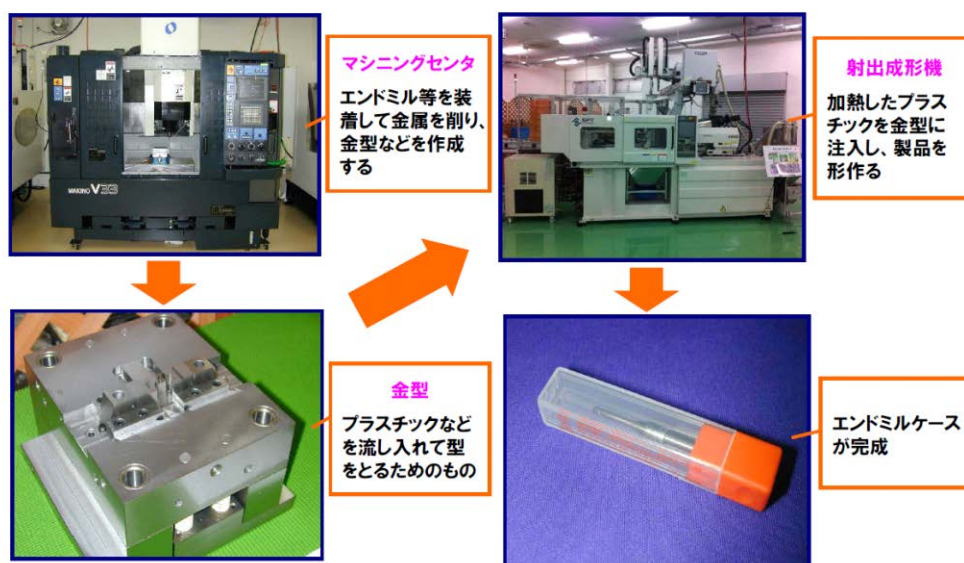 マシニングセンタ
エンドミル等を装
着して金属を削り、
金型などを作成
する
MAKINO V33
金型
プラスチックなど
を流し入れて型
をとるためのもの
射出成形機
加熱したプラス
チックを金型に
注入し、製品を
形作る
エンドミルケース
が完成